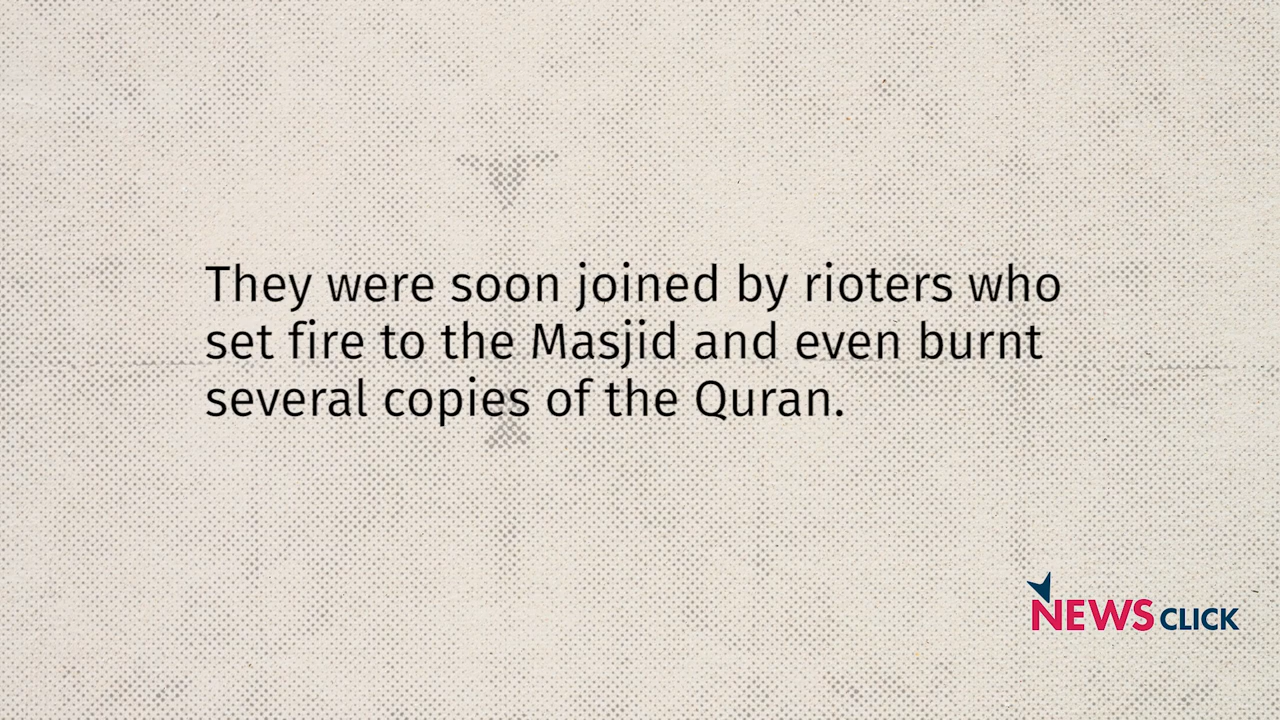 They were soon joined by rioters who
set fire to the Masjid and even burnt
several copies of the Quran.
NEWSCLICK